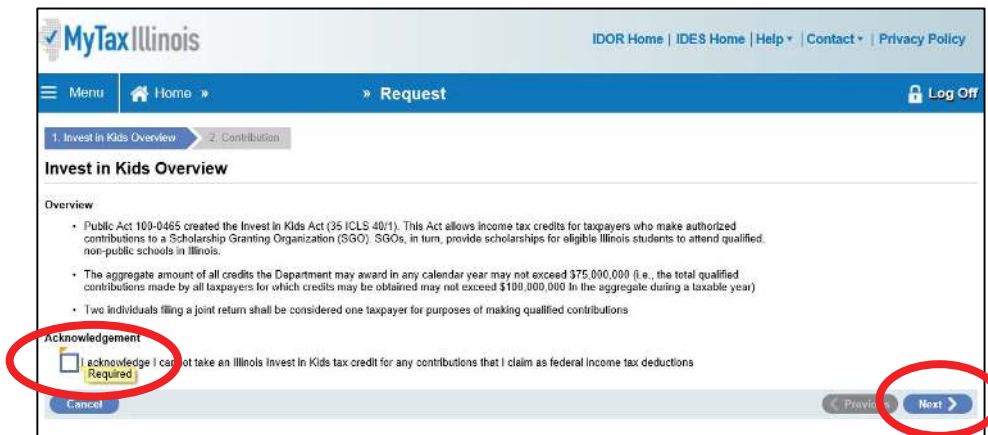 MyTax Illinois
IDOR Home | IDES Home | Help | Contact | Privacy Policy
Menu Home » » Request Log Off
1. Invest in Kids Overview 2. Contribution
Invest in Kids Overview
Overview
• Public Act 100-0465 created the Invest in Kids Act (35 ICLS 40/1). This Act allows income tax credits for taxpayers who make authorized
contributions to a Scholarship Granting Organization (SGO). SGOs, in turn, provide scholarships for eligible Illinois students to attend qualified,
non-public schools in Illinois.
• The aggregate amount of all credits the Department may award in any calendar year may not exceed $75,000,000 (i.e., the total qualified
contributions made by all taxpayers for which credits may be obtained may not exceed $100,000,000 in the aggregate during a taxable year)
• Two individuals filing a joint return shall be considered one taxpayer for purposes of making qualified contributions
Acknowledgement
I acknowledge I cannot take an Illinois Invest in Kids tax credit for any contributions that I claim as federal income tax deductions
Required
Cancel Previous Next